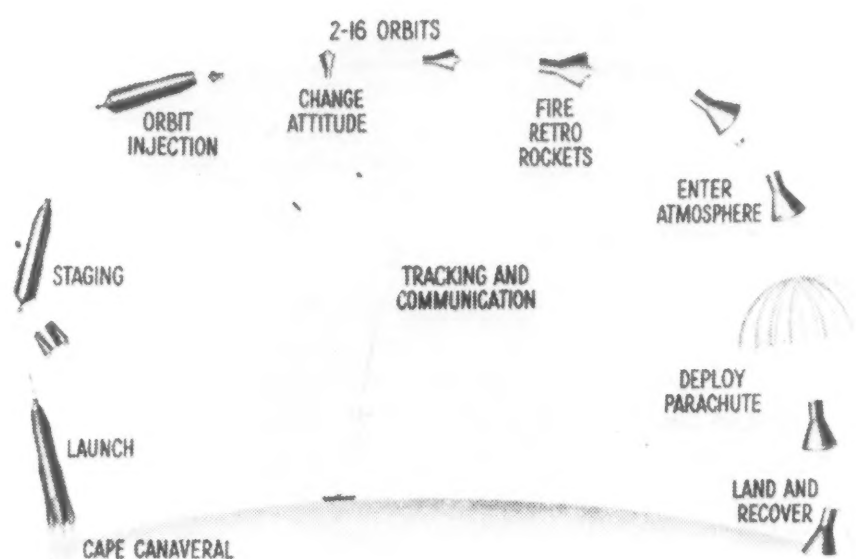 2-16 ORBITS
ORBIT
INJECTION
CHANGE
ATTITUDE
FIRE
RETRO
ROCKETS
ENTER
ATMOSPHERE
STAGING
TRACKING AND
COMMUNICATION
DEPLOY
PARACHUTE
LAUNCH
LAND AND
RECOVER
CAPE CANAVERAL